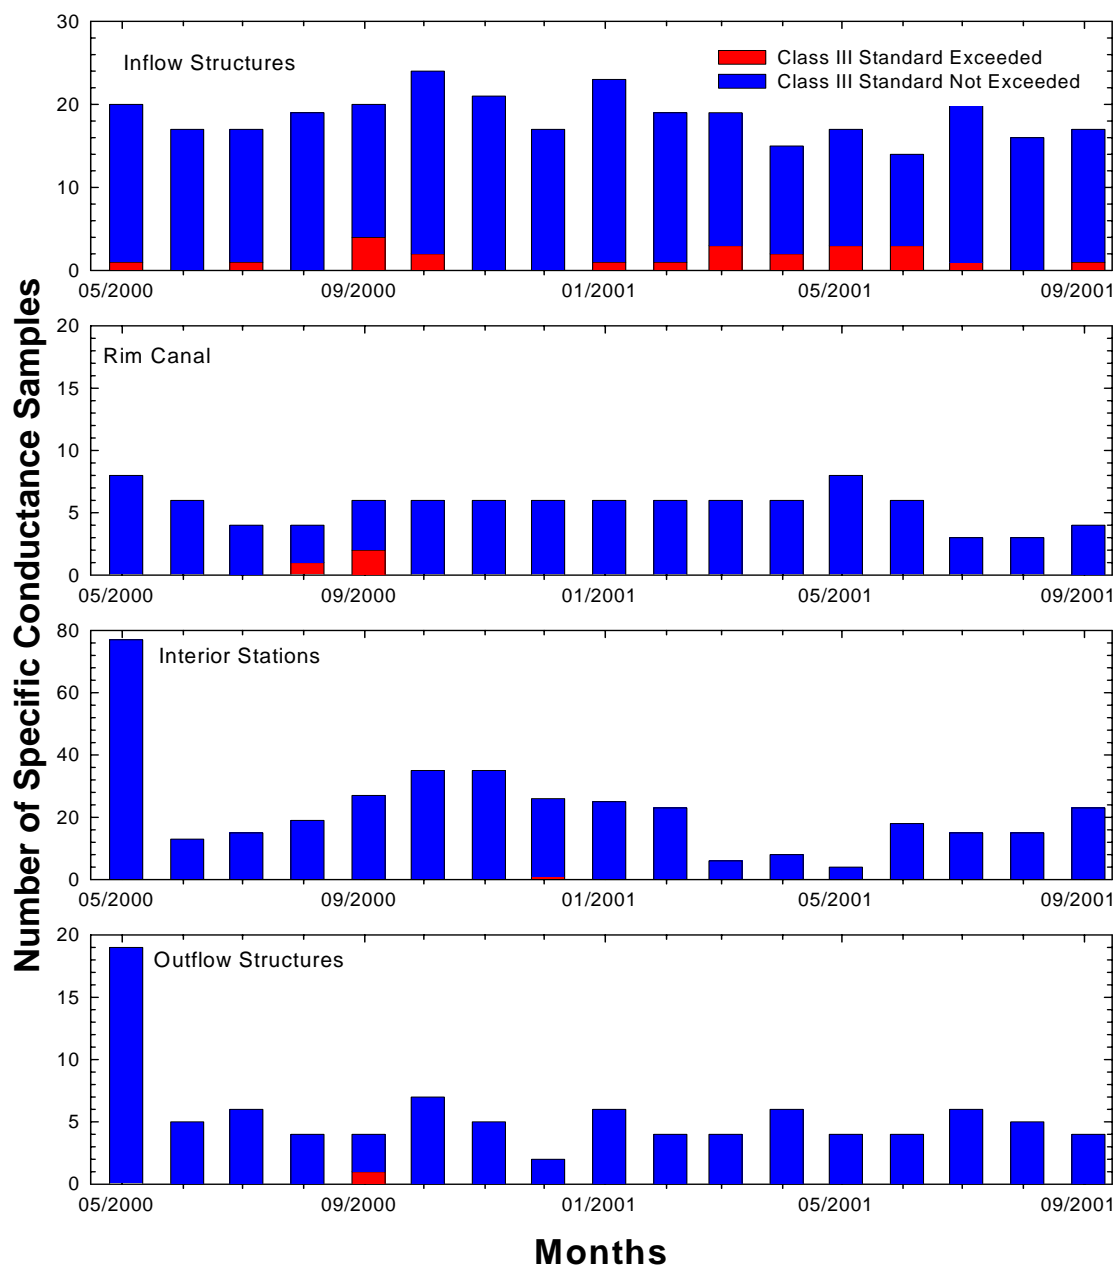 Number of Specific Conductance Samples
30
20
10
0
Inflow Structures
Class III Standard Exceeded
Class III Standard Not Exceeded
05/2000 09/2000 01/2001 05/2001 09/2001
20
15
10
5
0
Rim Canal
05/2000 09/2000 01/2001 05/2001 09/2001
80
60
40
20
0
Interior Stations
05/2000 09/2000 01/2001 05/2001 09/2001
20
15
10
5
0
Outflow Structures
05/2000 09/2000 01/2001 05/2001 09/2001
Months